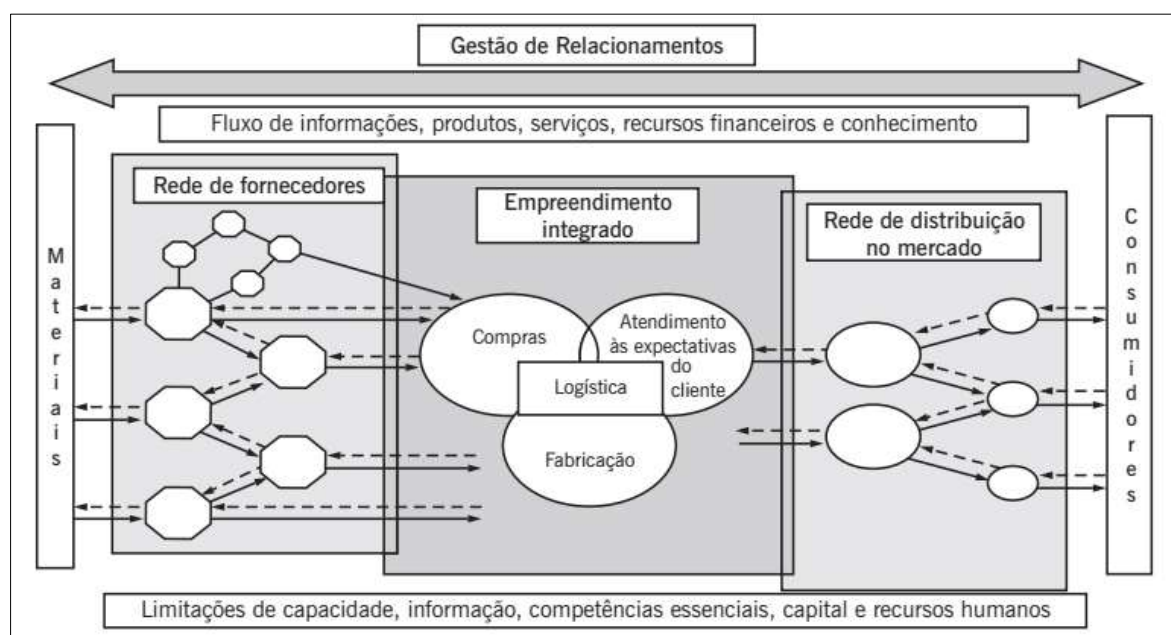 Gestão de Relacionamentos
Fluxo de informações, produtos, serviços, recursos financeiros e conhecimento
Materiais
Rede de fornecedores
Empreendimento
integrado
Rede de distribuição
no mercado
Consumidores
Compras
Atendimento
às expectativas
do
cliente
Logística
Fabricação
Limitações de capacidade, informação, competências essenciais, capital e recursos humanos